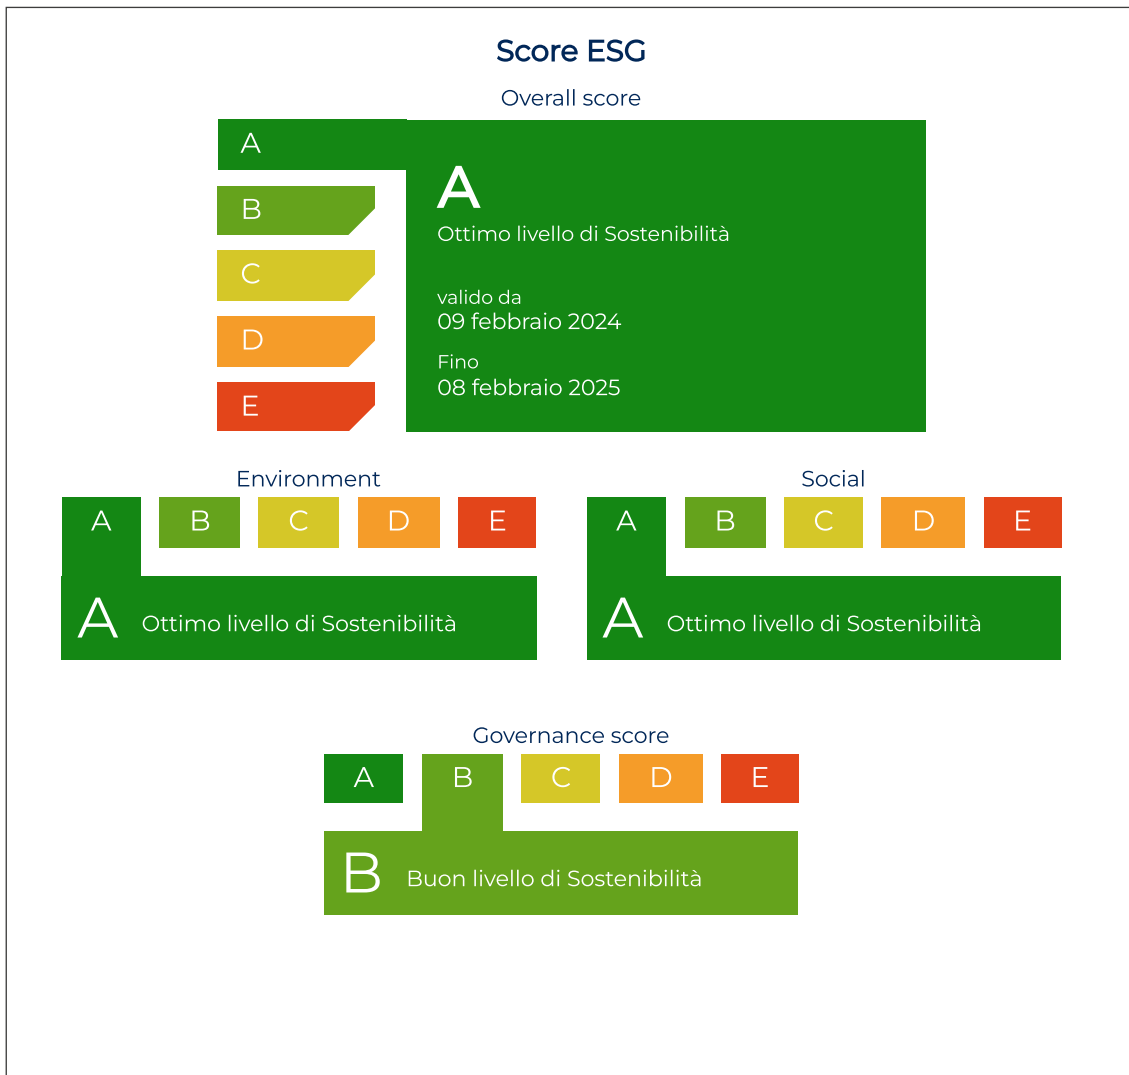 Score ESG
Overall score
A
B
C
D
E
A
Ottimo livello di Sostenibilità
valido da
09 febbraio 2024
Fino
08 febbraio 2025
Environment
A B C D E
A Ottimo livello di Sostenibilità
Social
A B C D E
A Ottimo livello di Sostenibilità
Governance score
A B C D E
B Buon livello di Sostenibilità